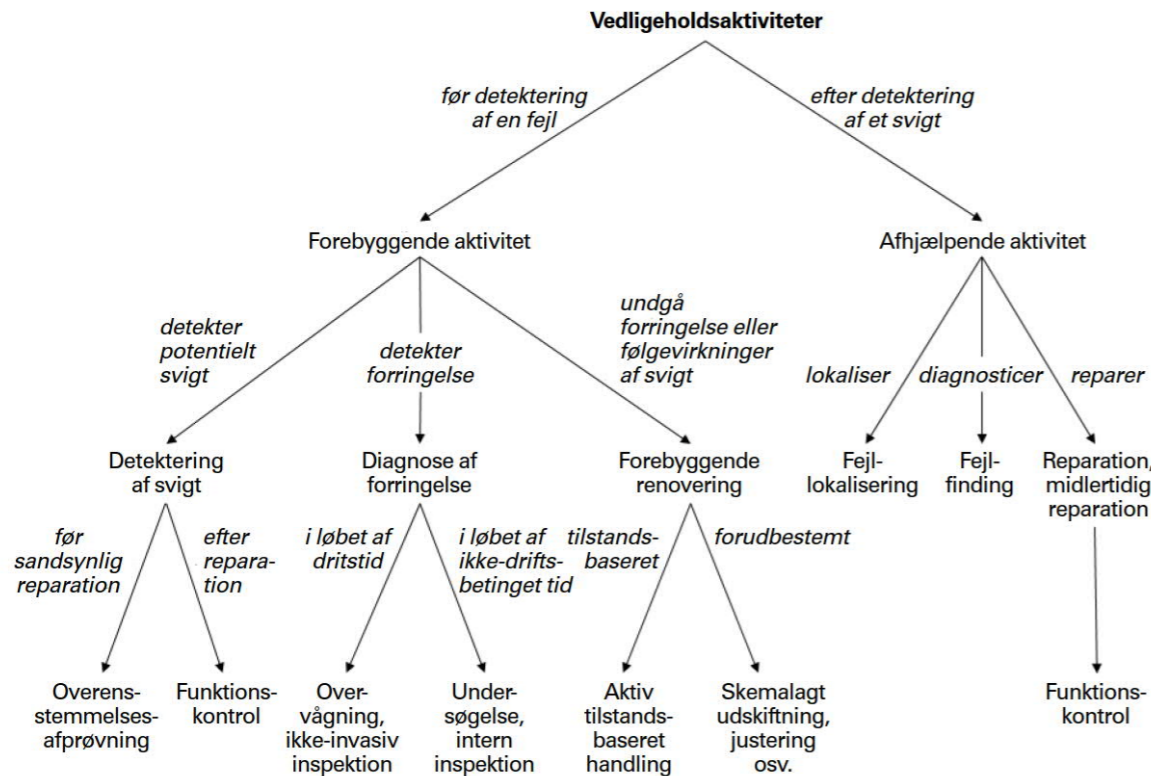 Vedligeholdsaktiviteter
før detektering
af en fejl
efter detektering
af et svigt
Forebyggende aktivitet
Afhjælpende aktivitet
detekter
potentielt
svigt
detekter
forringelse
undgå
forringelse eller
følgevirkninger
af svigt
lokaliser
diagnosticer
reparer
Detektering
af svigt
Diagnose af
forringelse
Forebyggende
renovering
Fejl-
lokalisering
Fejl-
finding
Reparation,
midlertidig
reparation
før
sandsynlig
reparation
efter
repara-
tion
i løbet af
dritstid
i løbet af
ikke-drifts-
betinget tid
tilstands-
baseret
forudbestemt
Overens-
stemmelses-
afprøvning
Funktions-
kontrol
Over-
vågning,
ikke-invasiv
inspektion
Under-
søgelse,
intern
inspektion
Aktiv
tilstands-
baseret
handling
Skemalagt
udskiftning,
justering
osv.
Funktions-
kontrol